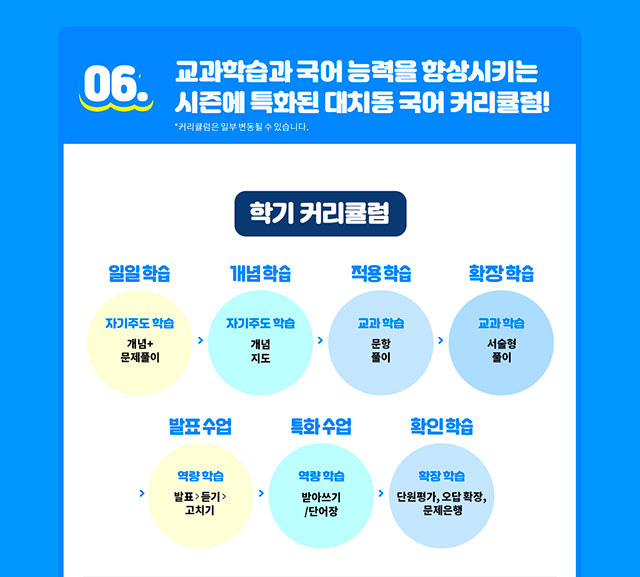 06.
교과학습과 국어 능력을 향상시키는
시즌에 특화된 대치동 국어 커리큘럼!
*커리큘럼은 일부 변동될 수 있습니다.
학기 커리큘럼
일일 학습
개념 학습
적용 학습
확장 학습
자기주도 학습
개념+
문제풀이
>
자기주도 학습
개념
지도
>
교과 학습
문항
풀이
>
교과 학습
서술형
풀이
발표 수업
특화 수업
확인 학습
>
역량 학습
발표 > 듣기 >
고치기
>
역량 학습
받아쓰기
/단어장
>
확장 학습
단원평가, 오답 확장,
문제은행